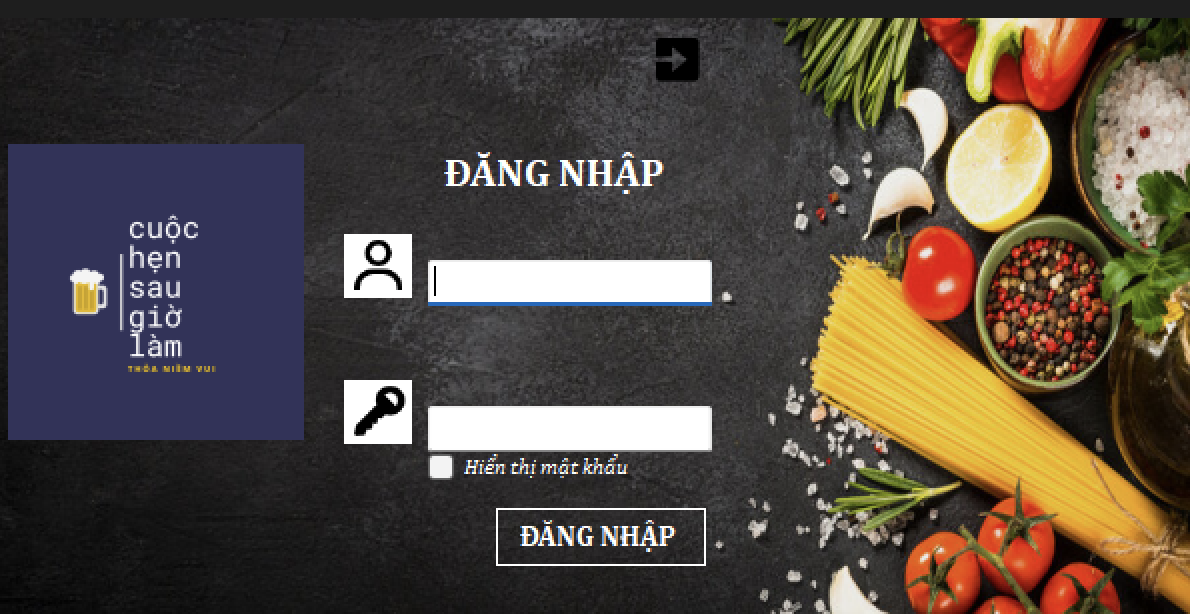 ĐĂNG NHẬP
cuộc
hẹn
sau
giờ
làm
THỎA NIỀM VUI
Hiển thị mật khẩu
ĐĂNG NHẬP